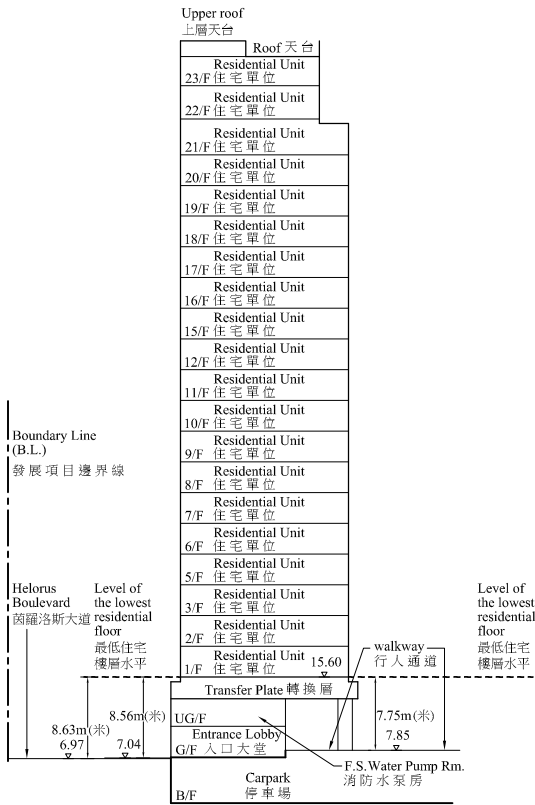 Upper roof
上層天台
Roof 天台
Residential Unit
23/F 住宅單位
Residential Unit
22/F 住宅單位
Residential Unit
21/F 住宅單位
Residential Unit
20/F 住宅單位
Residential Unit
19/F 住宅單位
Residential Unit
18/F 住宅單位
Residential Unit
17/F 住宅單位
Residential Unit
16/F 住宅單位
Residential Unit
15/F 住宅單位
Residential Unit
12/F 住宅單位
Residential Unit
11/F 住宅單位
Residential Unit
10/F 住宅單位
Residential Unit
9/F 住宅單位
Residential Unit
8/F 住宅單位
Residential Unit
7/F 住宅單位
Residential Unit
6/F 住宅單位
Residential Unit
5/F 住宅單位
Residential Unit
3/F 住宅單位
Residential Unit
2/F 住宅單位
Residential Unit
1/F 住宅單位
15.60
Transfer Plate 轉換層
UG/F
Entrance Lobby
G/F 入口大堂
Carpark
B/F 停車場
Boundary Line
(B.L.)
發展項目邊界線
Helorus
Boulevard
茵羅洛斯大道
Level of
the lowest
residential
floor
最低住宅
樓層水平
8.63m(米)
6.97
8.56m(米)
7.04
Level of
the lowest
residential
floor
最低住宅
樓層水平
walkway
行人通道
7.75m(米)
7.85
F.S.Water Pump Rm.
消防水泵房